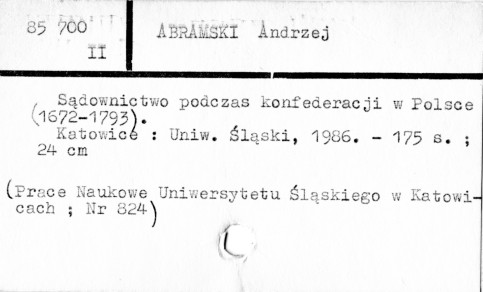 85 700
II
ABRAMSKI Andrzej
Sądownictwo podczas konfederacji w Polsce
(1672-1793).
Katowice : Uniw. Śląski, 1986. - 175 s. ;
24 cm
(Prace Naukowe Uniwersytetu Śląskiego w Katowi-
cach ; Nr 824)